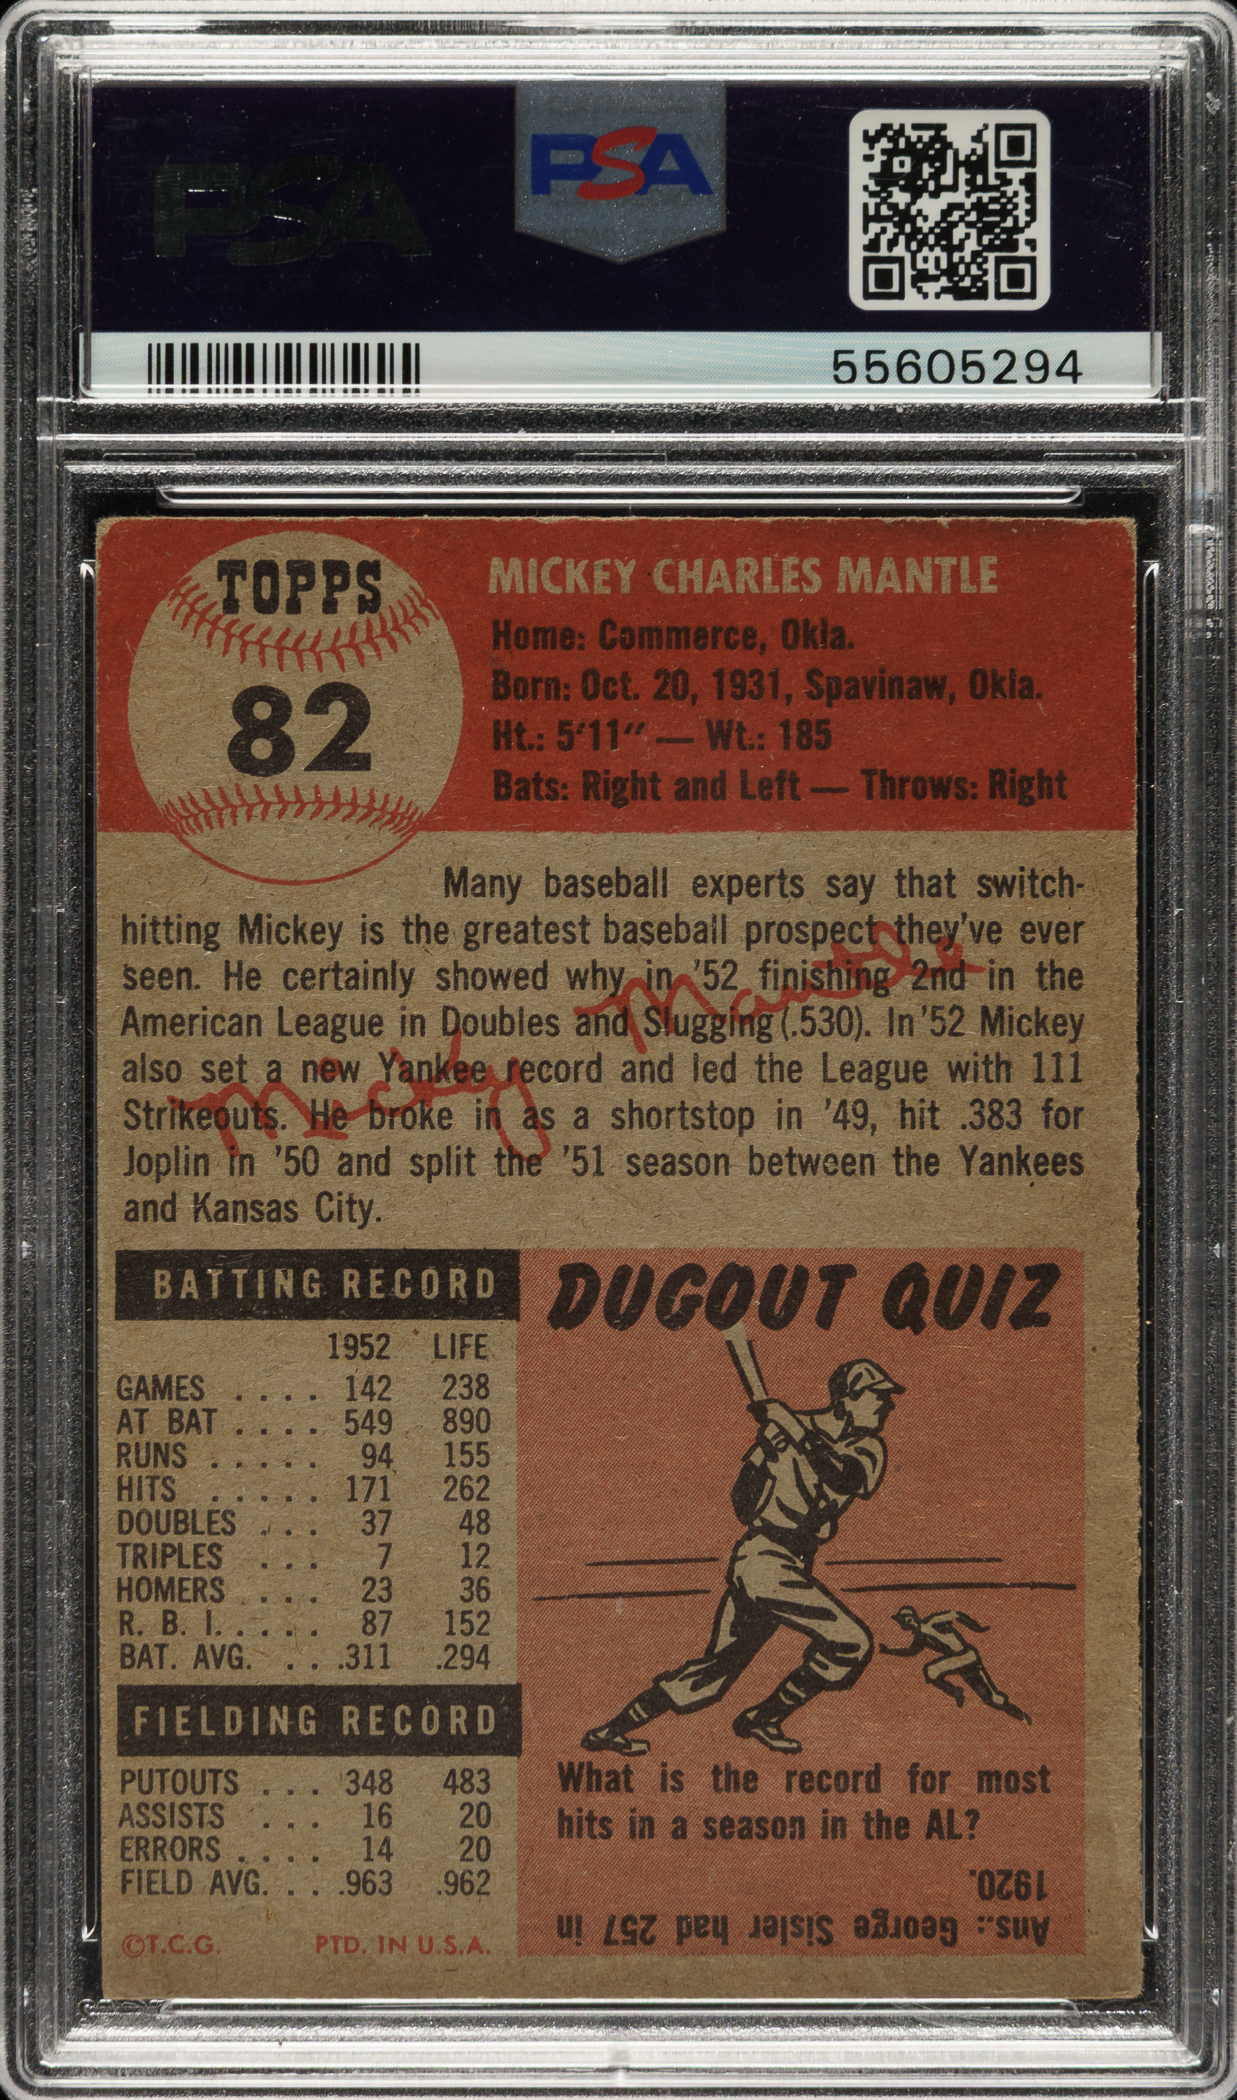 PSA
PSA
55605294
TOPPS
82
MICKEY CHARLES MANTLE
Home: Commerce, Okla.
Born: Oct. 20, 1931, Spavinaw, Okla.
Ht.: 5'11" — Wt.: 185
Bats: Right and Left — Throws: Right
Many baseball experts say that switch-
hitting Mickey is the greatest baseball prospect they've ever
seen. He certainly showed why in '52 finishing 2nd in the
American League in Doubles and Slugging (.530). In '52 Mickey
also set a new Yankee record and led the League with 111
Strikeouts. He broke in as a shortstop in '49, hit .383 for
Joplin in '50 and split the '51 season between the Yankees
and Kansas City.
Mickey Mantle
BATTING RECORD
1952 LIFE
GAMES .... 142 238
AT BAT .... 549 890
RUNS ..... 94 155
HITS ..... 171 262
DOUBLES ... 37 48
TRIPLES ... 7 12
HOMERS .... 23 36
R. B. I. .... 87 152
BAT. AVG. ... .311 .294
FIELDING RECORD
PUTOUTS ... 348 483
ASSISTS ... 16 20
ERRORS .... 14 20
FIELD AVG. ... .963 .962
©T.C.G. PTD. IN U.S.A.
DUGOUT QUIZ
What is the record for most
hits in a season in the AL?
Ans.: George Sisler had 257 in
1920.